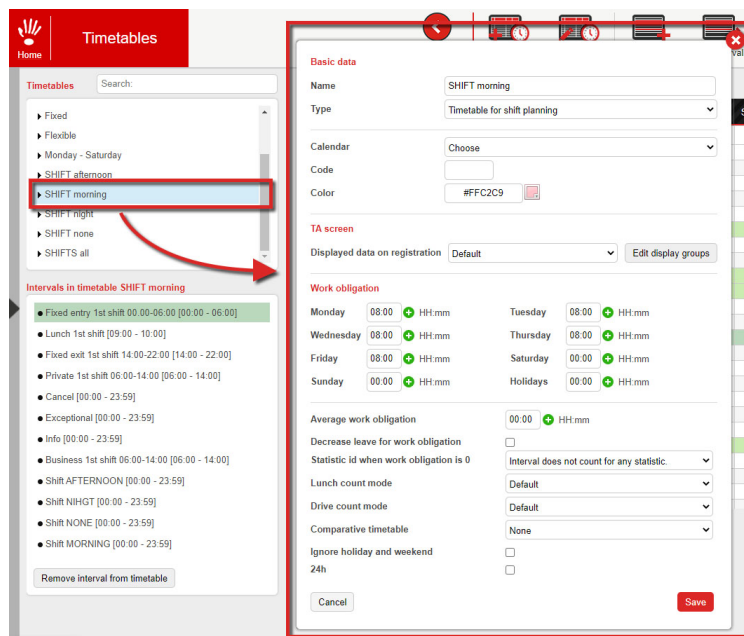 Home
Timetables
Timetables
Search:
Fixed
Flexible
Monday - Saturday
SHIFT afternoon
SHIFT morning
SHIFT night
SHIFT none
SHIFTS all
Intervals in timetable SHIFT morning
Fixed entry 1st shift 00.00-06:00 [00:00 - 06:00]
Lunch 1st shift [09:00 - 10:00]
Fixed exit 1st shift 14:00-22:00 [14:00 - 22:00]
Private 1st shift 06:00-14:00 [06:00 - 14:00]
Cancel [00:00 - 23:59]
Exceptional [00:00 - 23:59]
Info [00:00 - 23:59]
Business 1st shift 06:00-14:00 [06:00 - 14:00]
Shift AFTERNOON [00:00 - 23:59]
Shift NIHGT [00:00 - 23:59]
Shift NONE [00:00 - 23:59]
Shift MORNING [00:00 - 23:59]
Remove interval from timetable
Basic data
Name SHIFT morning
Type Timetable for shift planning
Calendar Choose
Code
Color #FFC2C9
TA screen
Displayed data on registration Default Edit display groups
Work obligation
Monday 08:00 HH:mm Tuesday 08:00 HH:mm
Wednesday 08:00 HH:mm Thursday 08:00 HH:mm
Friday 08:00 HH:mm Saturday 00:00 HH:mm
Sunday 00:00 HH:mm Holidays 00:00 HH:mm
Average work obligation 00:00 HH:mm
Decrease leave for work obligation
Statistic id when work obligation is 0 Interval does not count for any statistic.
Lunch count mode Default
Drive count mode Default
Comparative timetable None
Ignore holiday and weekend
24h
Cancel Save